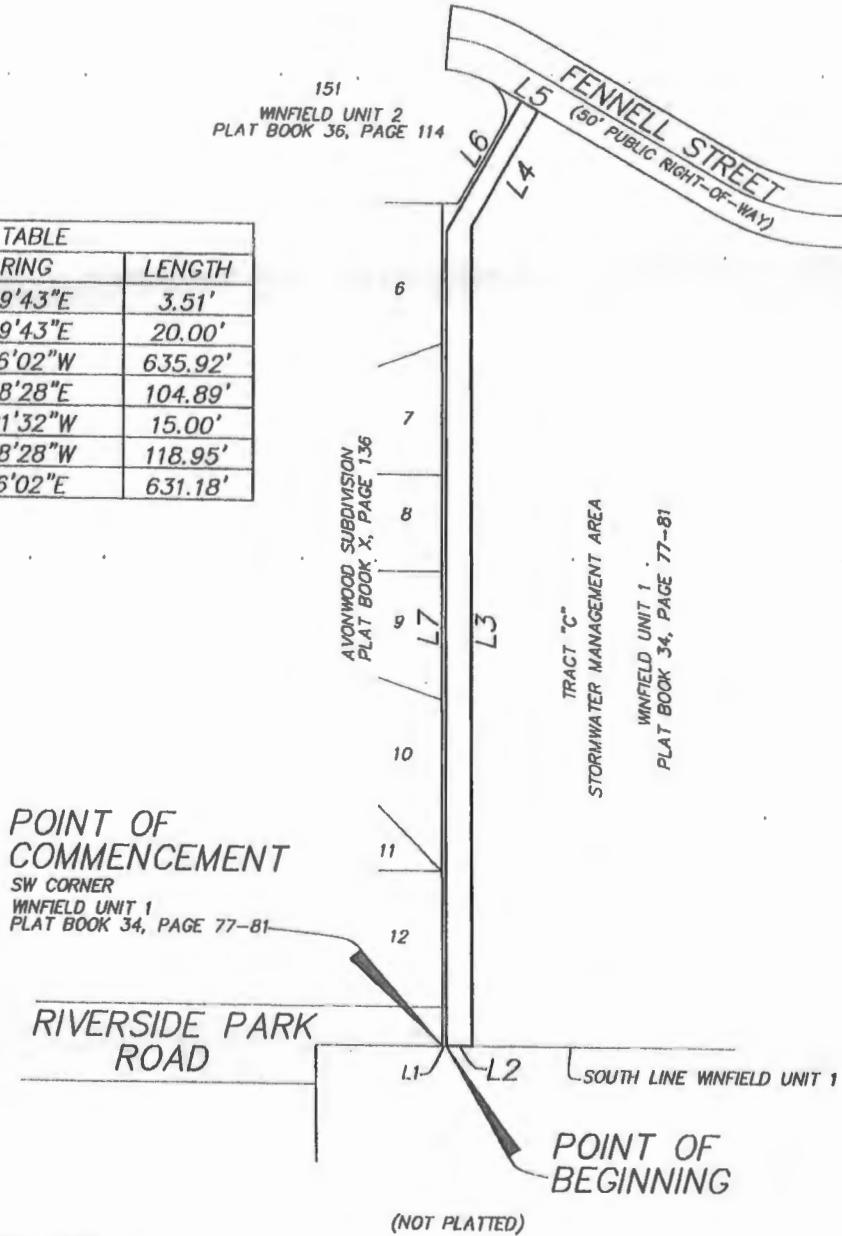 151
WINFIELD UNIT 2
PLAT BOOK 36, PAGE 114
FENNELL STREET
(50' PUBLIC RIGHT-OF-WAY)
L5
L6
L4
TABLE
RING LENGTH
9'43"E 3.51'
9'43"E 20.00'
6'02"W 635.92'
8'28"E 104.89'
1'32"W 15.00'
8'28"W 118.95'
6'02"E 631.18'
6
7
8
9
10
11
12
AVONWOOD SUBDIVISION
PLAT BOOK X, PAGE 136
L7
L3
TRACT "C"
STORMWATER MANAGEMENT AREA
WINFIELD UNIT 1
PLAT BOOK 34, PAGE 77-81
POINT OF
COMMENCEMENT
SW CORNER
WINFIELD UNIT 1
PLAT BOOK 34, PAGE 77-81
RIVERSIDE PARK
ROAD
L1
L2
SOUTH LINE WINFIELD UNIT 1
POINT OF
BEGINNING
(NOT PLATTED)